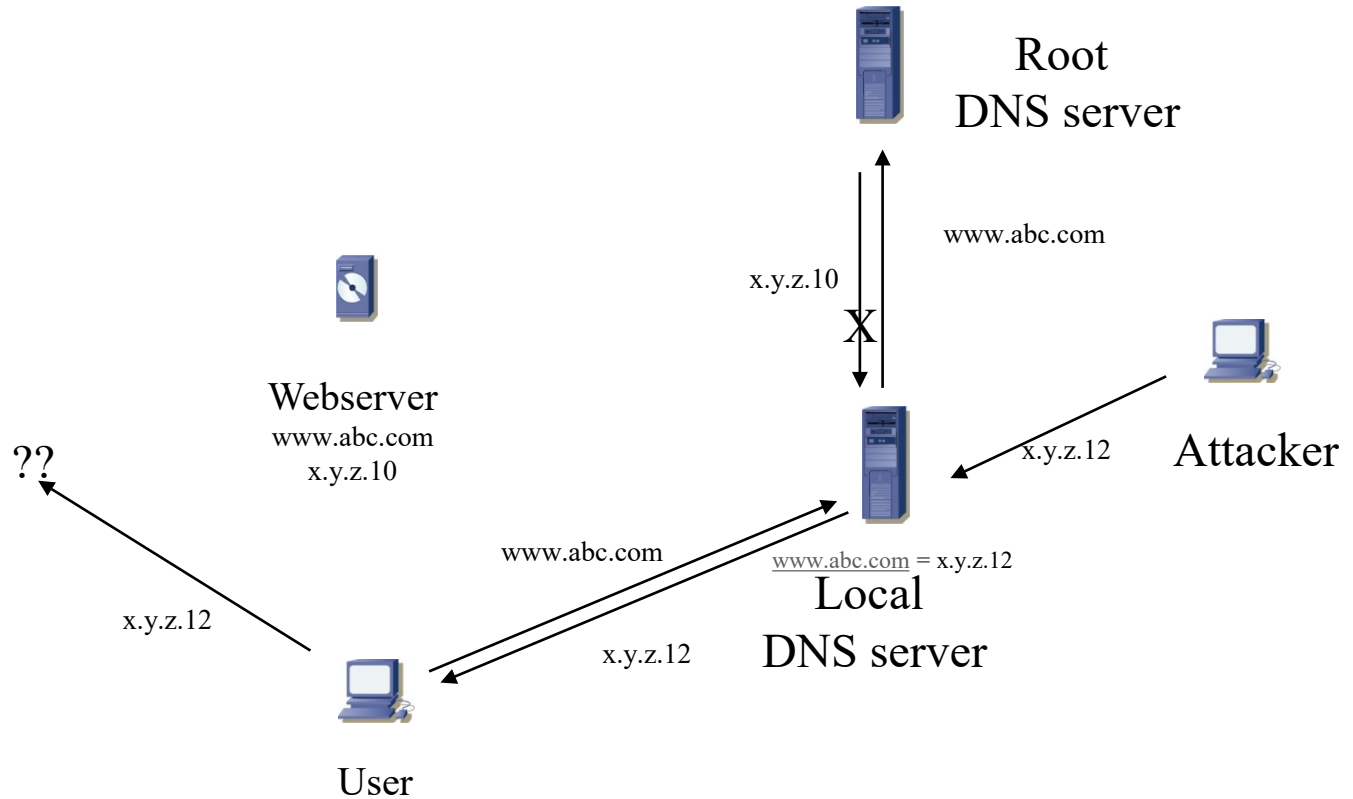 Root
DNS server
www.abc.com
x.y.z.10
X
Webserver
www.abc.com
x.y.z.10
??
x.y.z.12
Attacker
www.abc.com
www.abc.com = x.y.z.12
Local
DNS server
x.y.z.12
x.y.z.12
User